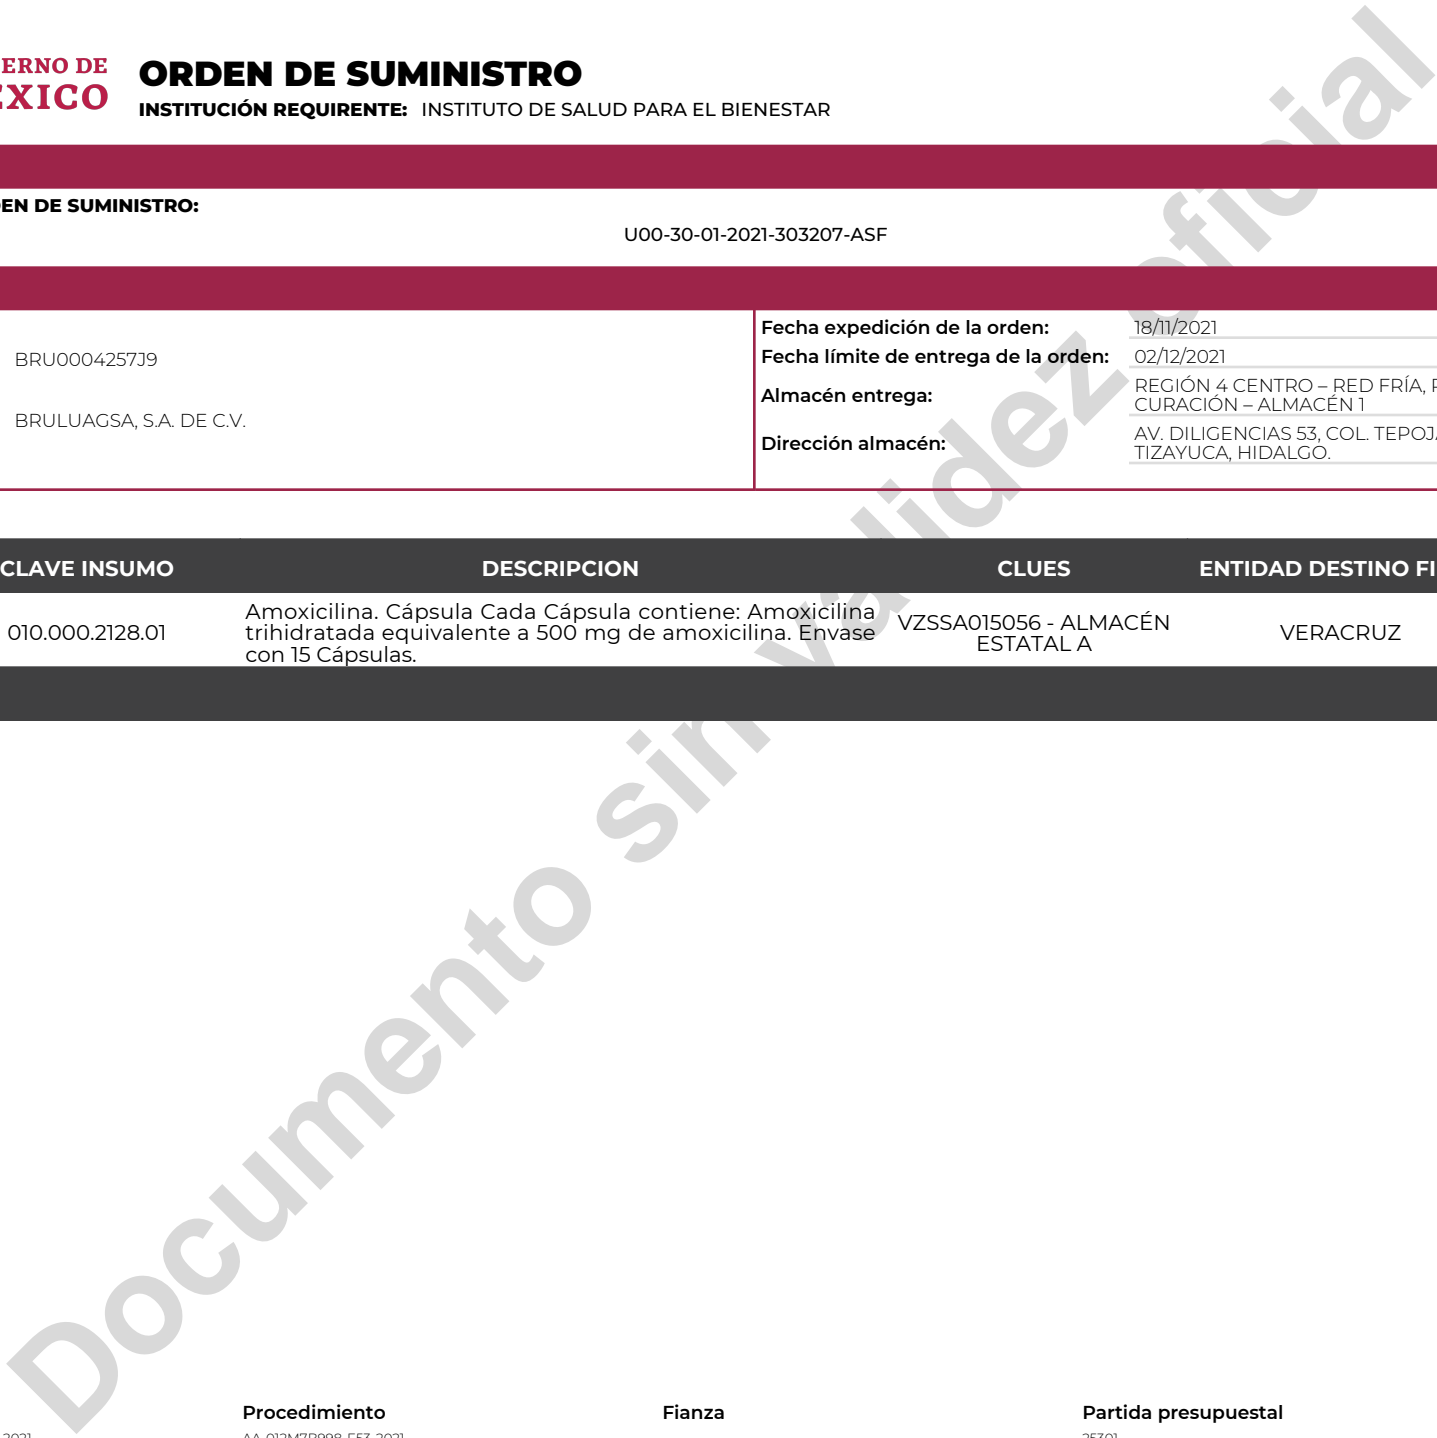 ERNO DE
ÉXICO
ORDEN DE SUMINISTRO
INSTITUCIÓN REQUIRENTE: INSTITUTO DE SALUD PARA EL BIENESTAR
EN DE SUMINISTRO:
U00-30-01-2021-303207-ASF
BRU0004257J9
BRULUAGSA, S.A. DE C.V.
Fecha expedición de la orden: 18/11/2021
Fecha límite de entrega de la orden: 02/12/2021
Almacén entrega: REGIÓN 4 CENTRO – RED FRÍA,
CURACIÓN – ALMACÉN 1
Dirección almacén: AV. DILIGENCIAS 53, COL. TEPOJA
TIZAYUCA, HIDALGO.
CLAVE INSUMO DESCRIPCION CLUES ENTIDAD DESTINO FI
010.000.2128.01
Amoxicilina. Cápsula Cada Cápsula contiene: Amoxicilina
trihidratada equivalente a 500 mg de amoxicilina. Envase
con 15 Cápsulas.
VZSSA015056 - ALMACÉN
ESTATAL A
VERACRUZ
Documento sin validez oficial
Procedimiento Fianza Partida presupuestal